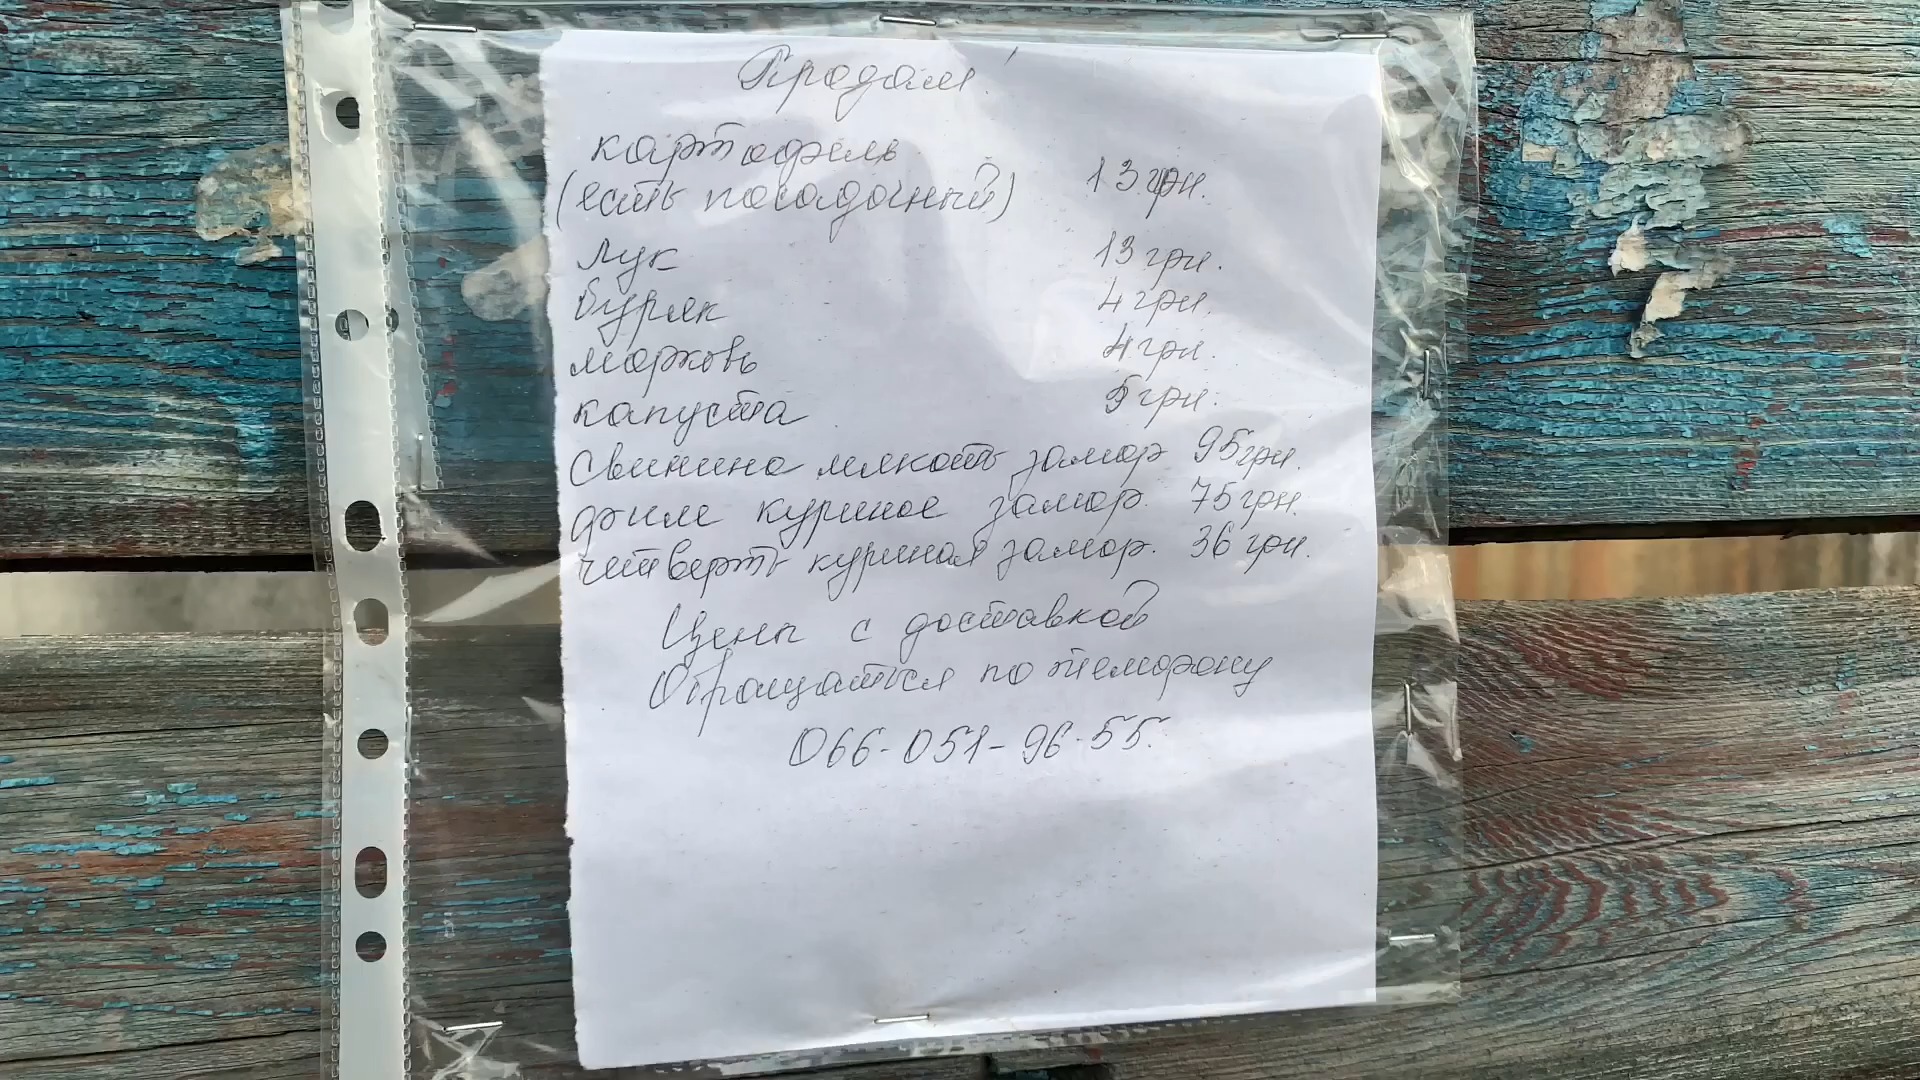 Продам!
картофель
(есть посадочный) 13 грн.
Лук 13 грн.
буряк 4 грн.
морковь 4 грн.
капуста 5 грн.
Свинина мякоть замор 95 грн.
филе куриное замор. 75 грн.
четверть куриная замор. 36 грн.
Цены с доставкой
Обращаться по телефону
066-051-96-55.